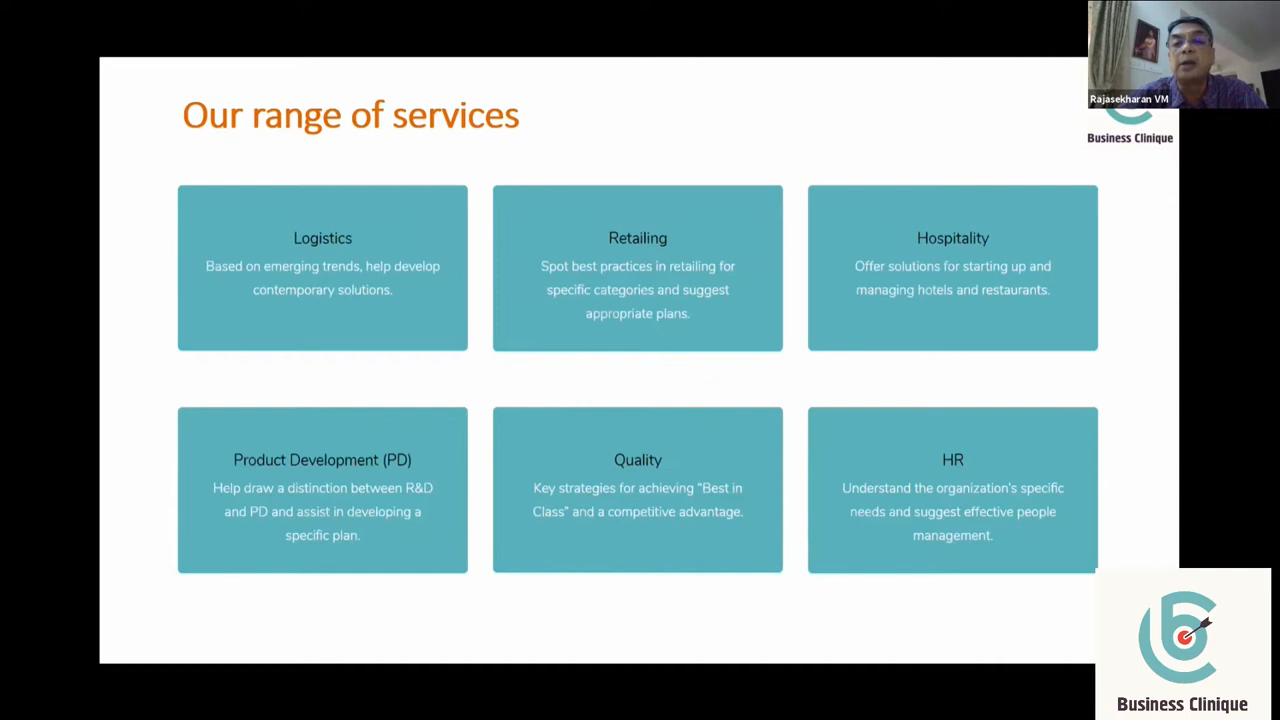 Our range of services
Rajasekharan VM
Business Clinique
Logistics
Based on emerging trends, help develop
contemporary solutions.
Retailing
Spot best practices in retailing for
specific categories and suggest
appropriate plans.
Hospitality
Offer solutions for starting up and
managing hotels and restaurants.
Product Development (PD)
Help draw a distinction between R&D
and PD and assist in developing a
specific plan.
Quality
Key strategies for achieving “Best in
Class” and a competitive advantage.
HR
Understand the organization’s specific
needs and suggest effective people
management.
Business Clinique